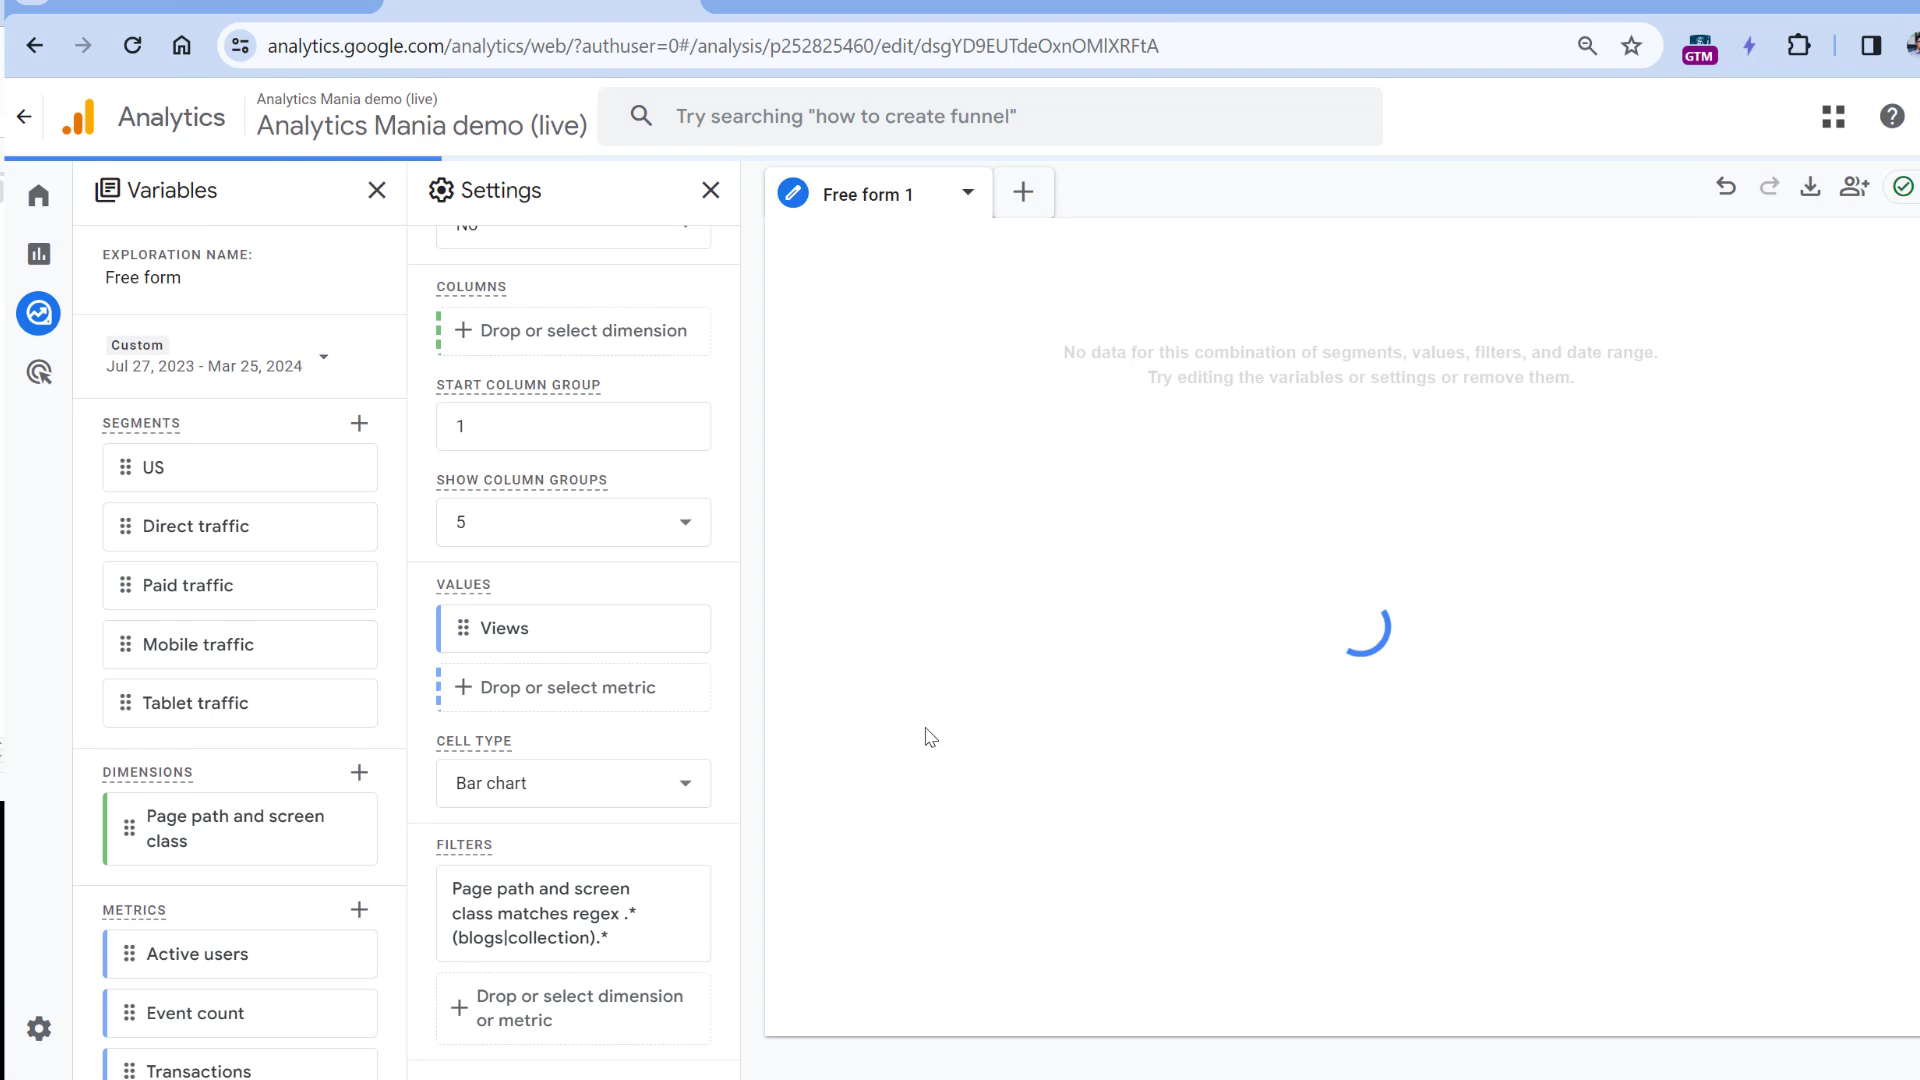 analytics.google.com/analytics/web/?authuser=0#/analysis/p252825460/edit/dsgYD9EUTdeOxnOMlXRFtA
GTM
Analytics
Analytics Mania demo (live)
Analytics Mania demo (live)
Try searching "how to create funnel"
Variables
EXPLORATION NAME:
Free form
Custom
Jul 27, 2023 - Mar 25, 2024
SEGMENTS
US
Direct traffic
Paid traffic
Mobile traffic
Tablet traffic
DIMENSIONS
Page path and screen
class
METRICS
Active users
Event count
Transactions
Settings
No
COLUMNS
Drop or select dimension
START COLUMN GROUP
1
SHOW COLUMN GROUPS
5
VALUES
Views
Drop or select metric
CELL TYPE
Bar chart
FILTERS
Page path and screen
class matches regex .*
(blogs|collection).*
Drop or select dimension
or metric
Free form 1
No data for this combination of segments, values, filters, and date range.
Try editing the variables or settings or remove them.